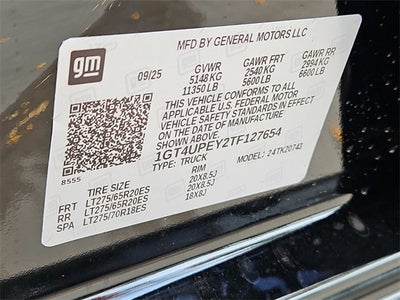 gm
MFD BY GENERAL MOTORS LLC
09/25 GVWR GAWR FRT GAWR RR
5148 KG 2540 KG 2994 KG
11350 LB 5600 LB 6600 LB
THIS VEHICLE CONFORMS TO ALL
APPLICABLE U.S. FEDERAL MOTOR
VEHICLE SAFETY STANDARDS IN EFFECT
ON THE DATE OF MANUFACTURE
SHOWN ABOVE.
1GT4UPEY2TF127654
8555 TYPE: TRUCK MODEL: 24TK20743
TIRE SIZE RIM
FRT LT275/65R20ES 20X8.5J
RR LT275/65R20ES 20X8.5J
SPA LT275/70R18ES 18X8J